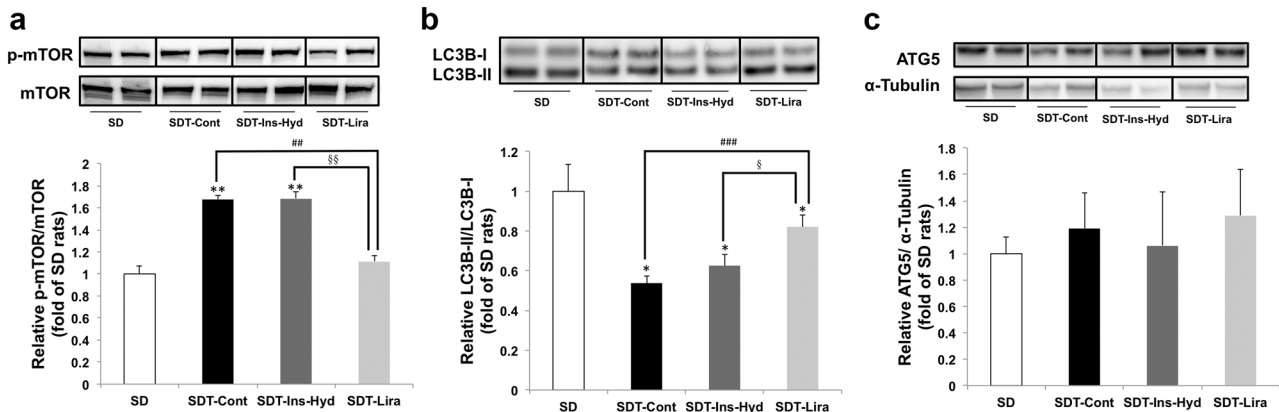 a
p-mTOR
mTOR
SD SDT-Cont SDT-Ins-Hyd SDT-Lira
##
§§
** **
Relative p-mTOR/mTOR
(fold of SD rats)
2
1.8
1.6
1.4
1.2
1
0.8
0.6
0.4
0.2
0
SD SDT-Cont SDT-Ins-Hyd SDT-Lira
b
LC3B-I
LC3B-II
SD SDT-Cont SDT-Ins-Hyd SDT-Lira
###
§
* * *
Relative LC3B-II/LC3B-I
(fold of SD rats)
1.2
1
0.8
0.6
0.4
0.2
0
SD SDT-Cont SDT-Ins-Hyd SDT-Lira
c
ATG5
α-Tubulin
SD SDT-Cont SDT-Ins-Hyd SDT-Lira
Relative ATG5/ α-Tubulin
(fold of SD rats)
1.8
1.6
1.4
1.2
1.0
0.8
0.6
0.4
0.2
0
SD SDT-Cont SDT-Ins-Hyd SDT-Lira